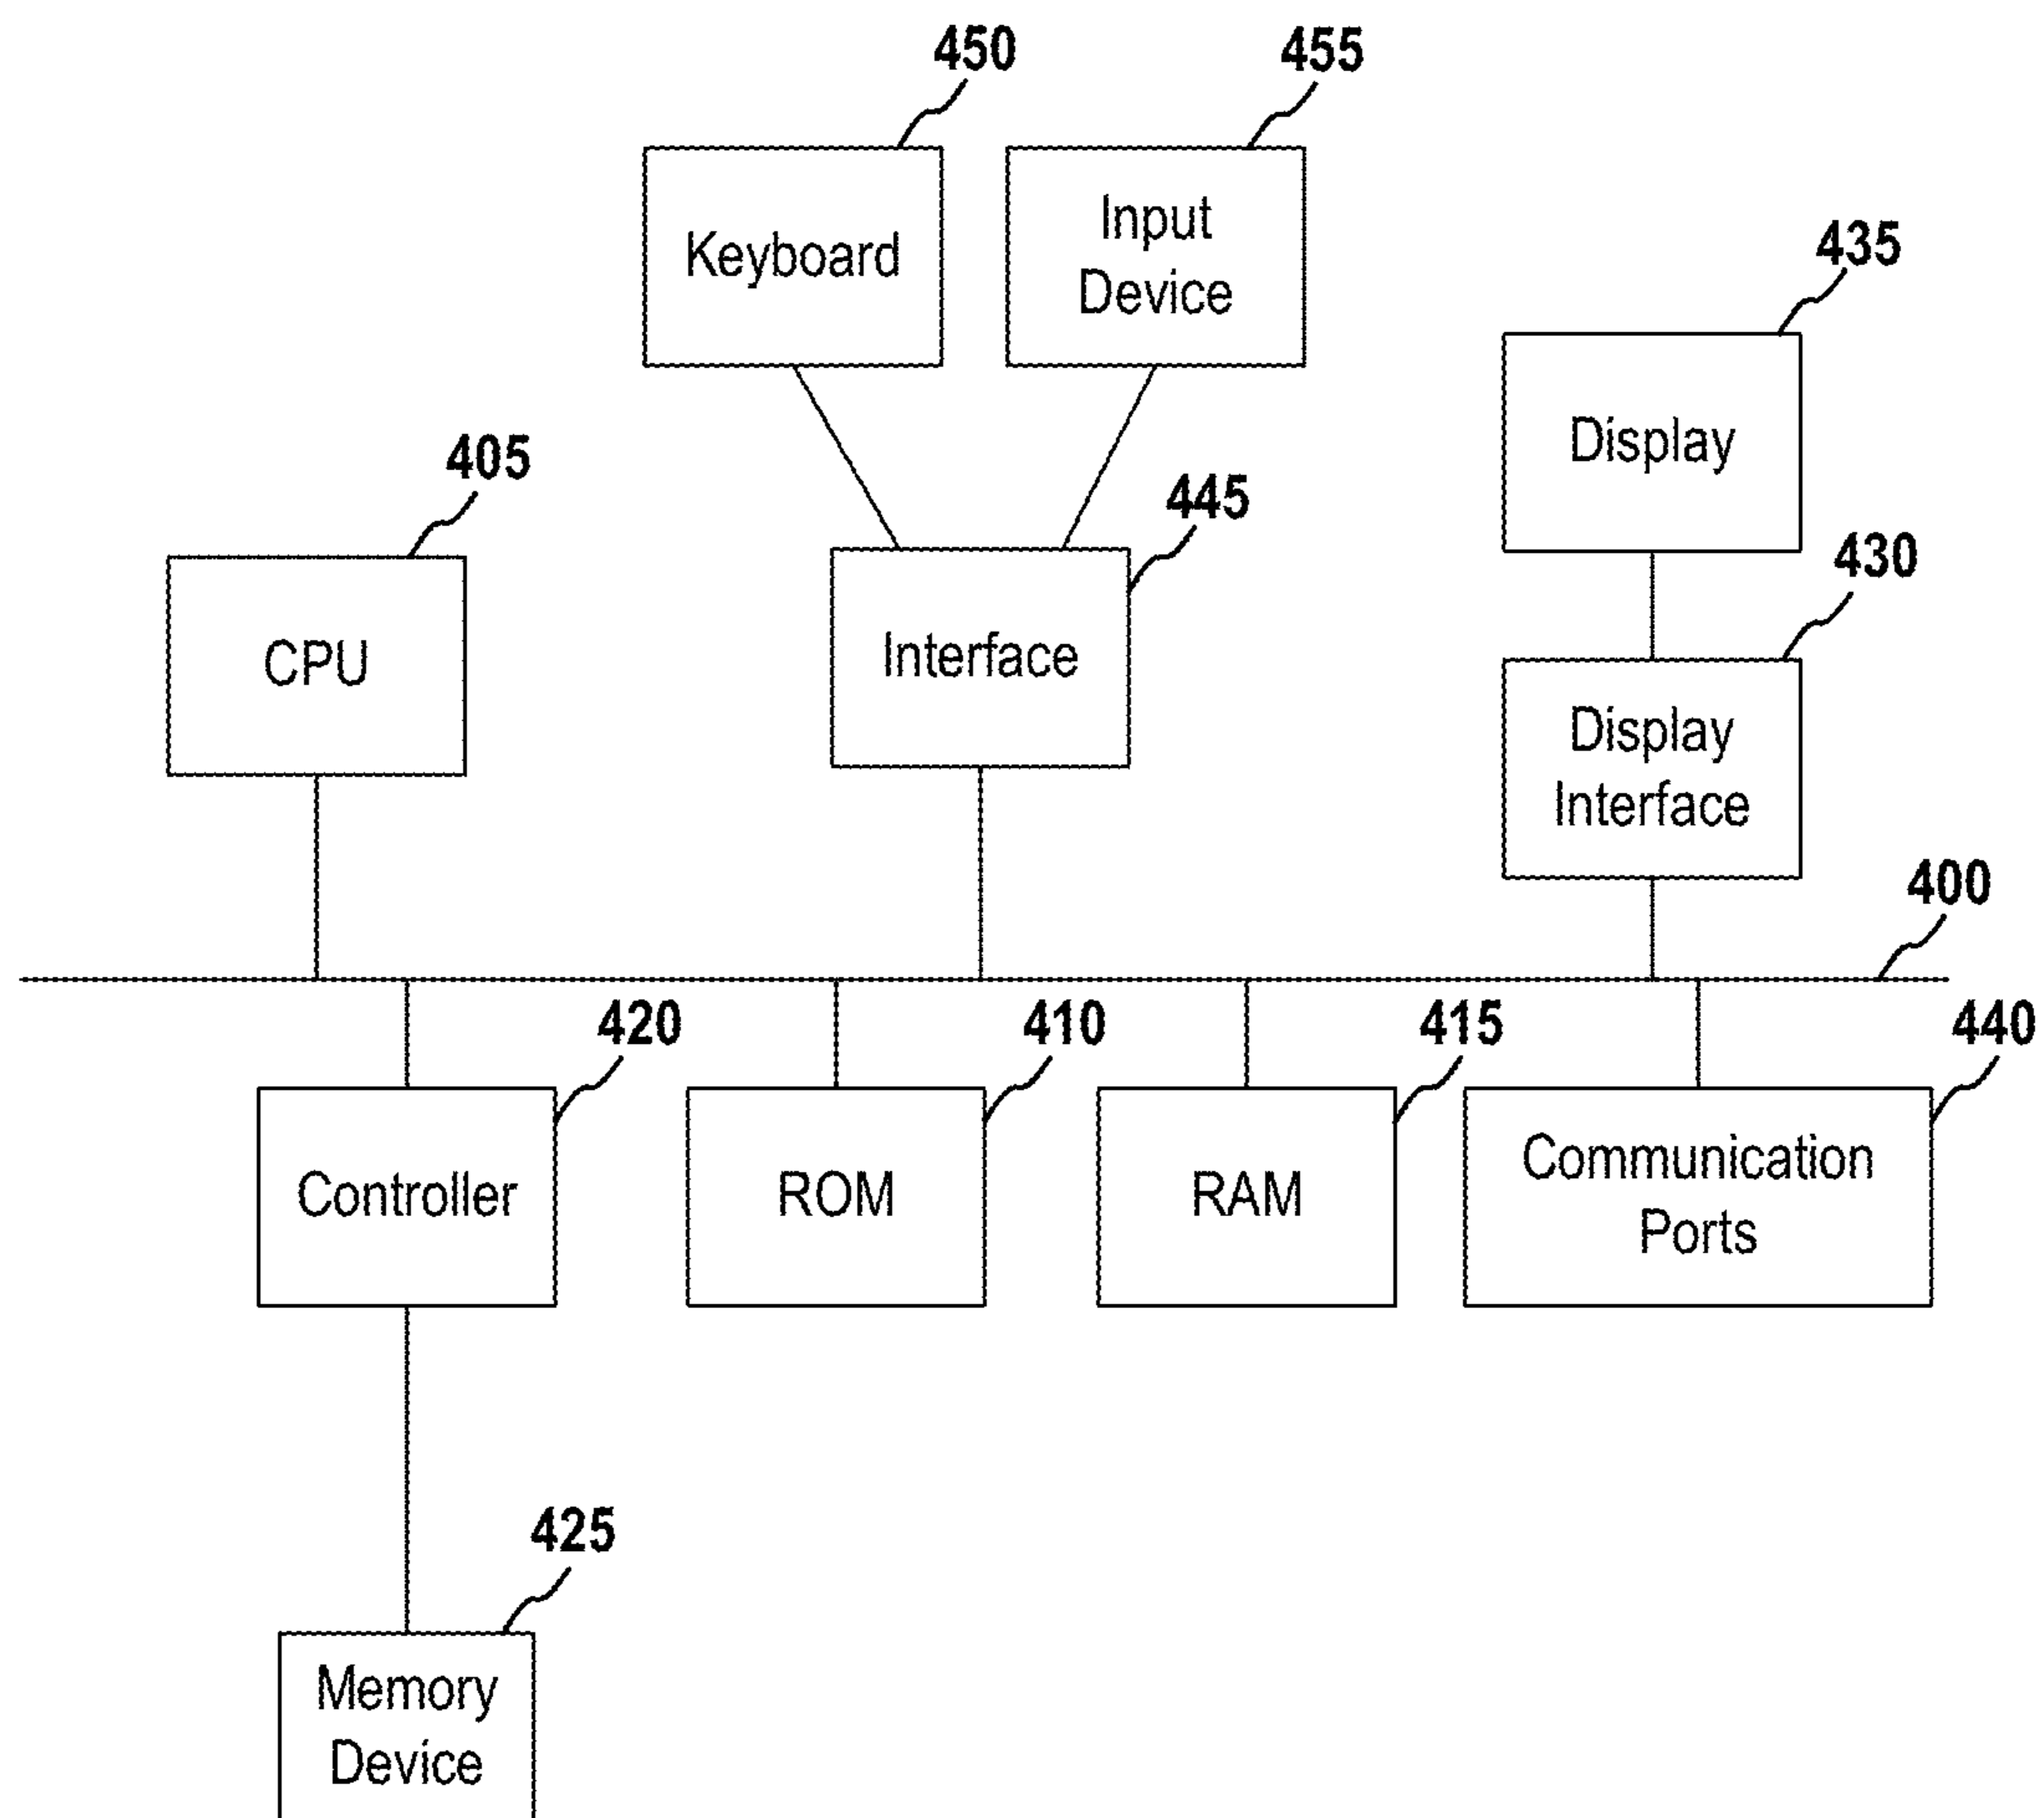 450
455
Keyboard
Input
Device
435
Display
405
445
430
CPU
Interface
Display
Interface
400
420
410
415
440
Controller
ROM
RAM
Communication
Ports
425
Memory
Device